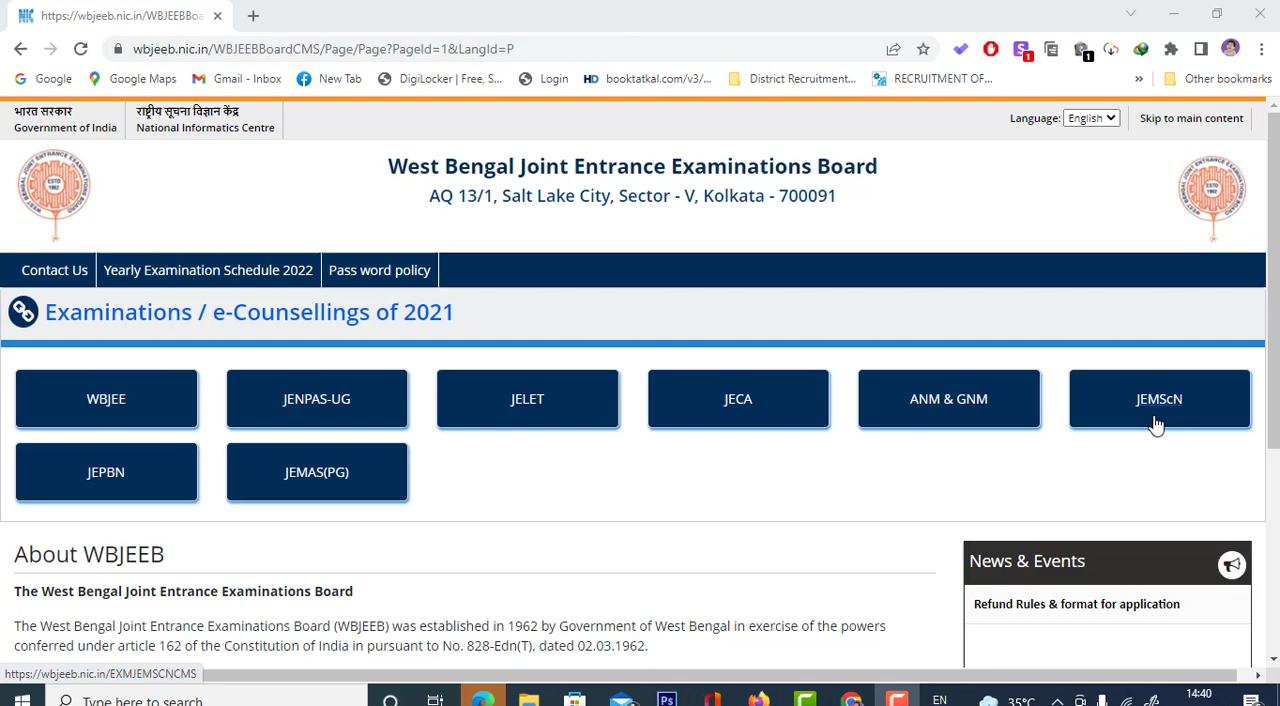 https://wbjeeb.nic.in/WBJEEBBoa
wbjeeb.nic.in/WBJEEBBoardCMS/Page/Page?PageId=1&LangId=P
1
1
Google
Google Maps
Gmail - Inbox
New Tab
DigiLocker | Free, S...
Login
HD booktatkal.com/v3/...
District Recruitment...
RECRUITMENT OF...
»
Other bookmarks
भारत सरकार
Government of India
राष्ट्रीय सूचना विज्ञान केंद्र
National Informatics Centre
Language: English
Skip to main content
West Bengal Joint Entrance Examinations Board
AQ 13/1, Salt Lake City, Sector - V, Kolkata - 700091
Contact Us
Yearly Examination Schedule 2022
Pass word policy
Examinations / e-Counsellings of 2021
WBJEE
JENPAS-UG
JELET
JECA
ANM & GNM
JEMScN
JEPBN
JEMAS(PG)
About WBJEEB
The West Bengal Joint Entrance Examinations Board
The West Bengal Joint Entrance Examinations Board (WBJEEB) was established in 1962 by Government of West Bengal in exercise of the powers
conferred under article 162 of the Constitution of India in pursuant to No. 828-Edn(T), dated 02.03.1962.
News & Events
Refund Rules & format for application
https://wbjeeb.nic.in/EXMJEMSCNCMS
Type here to search
Ps
EN
35°C
14:40